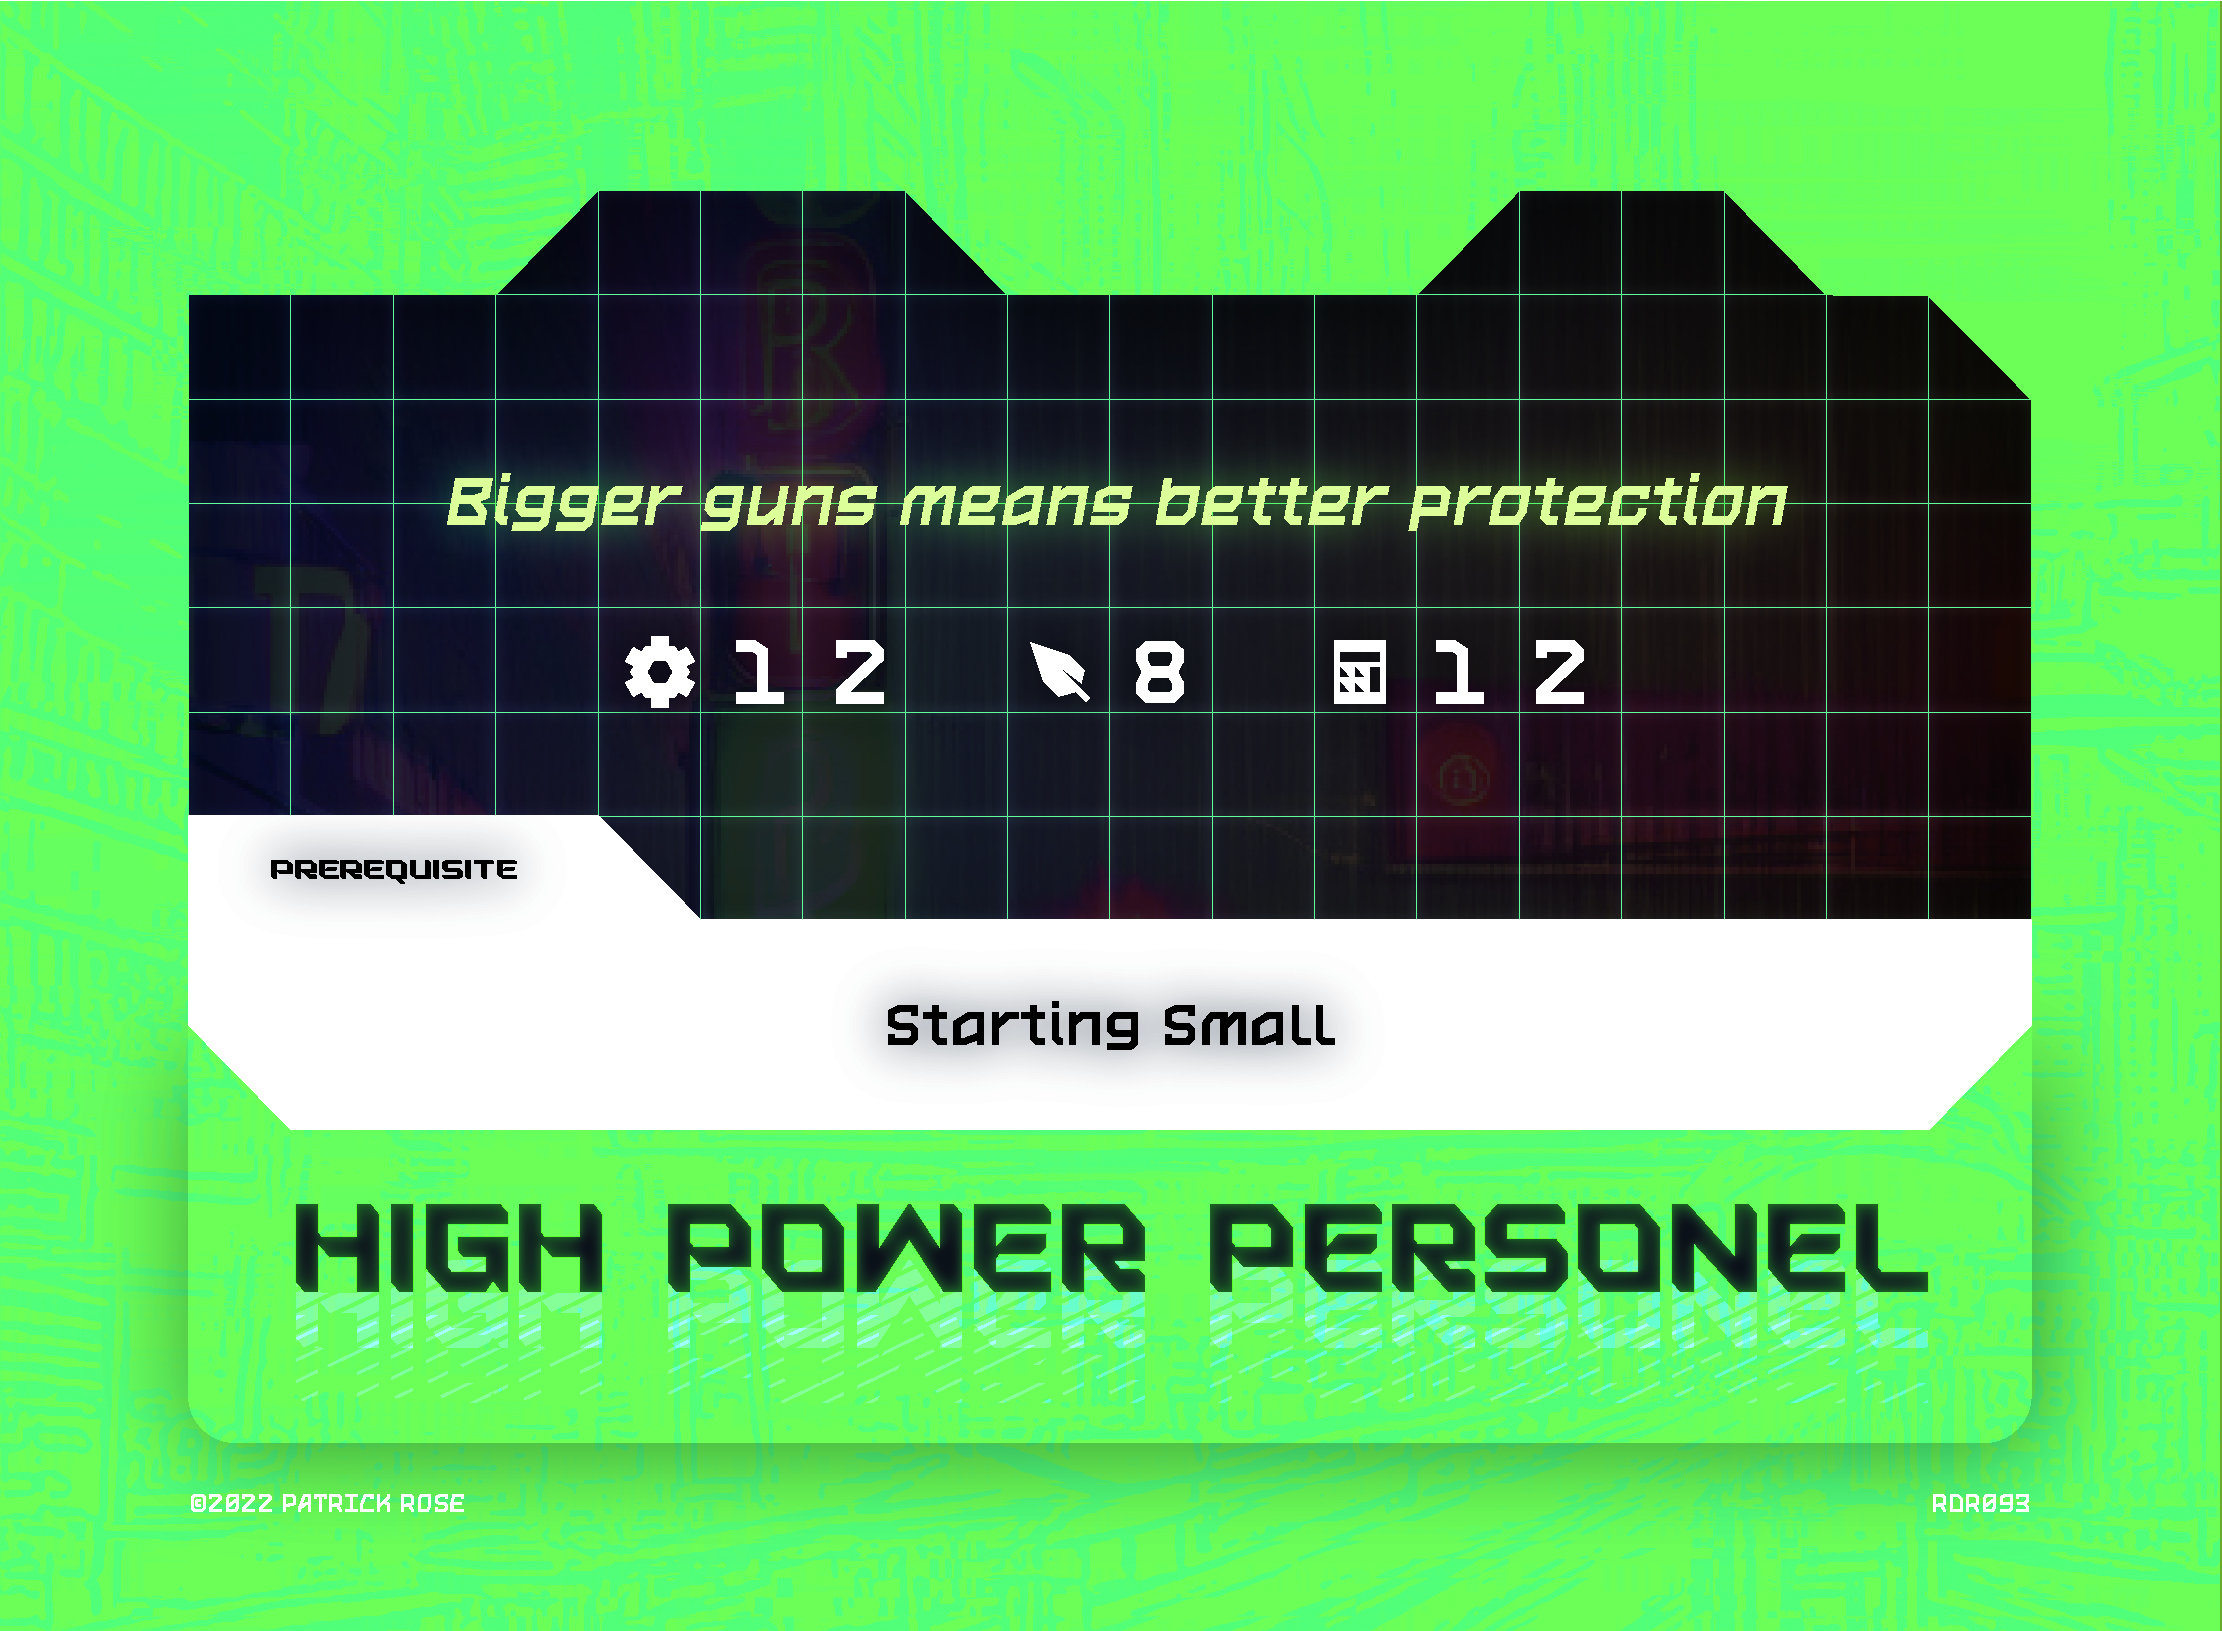 Bigger guns means better protection
12 8 12
PREREQUISITE
Starting Small
HIGH POWER PERSONEL
©2022 PATRICK ROSE
RDR093